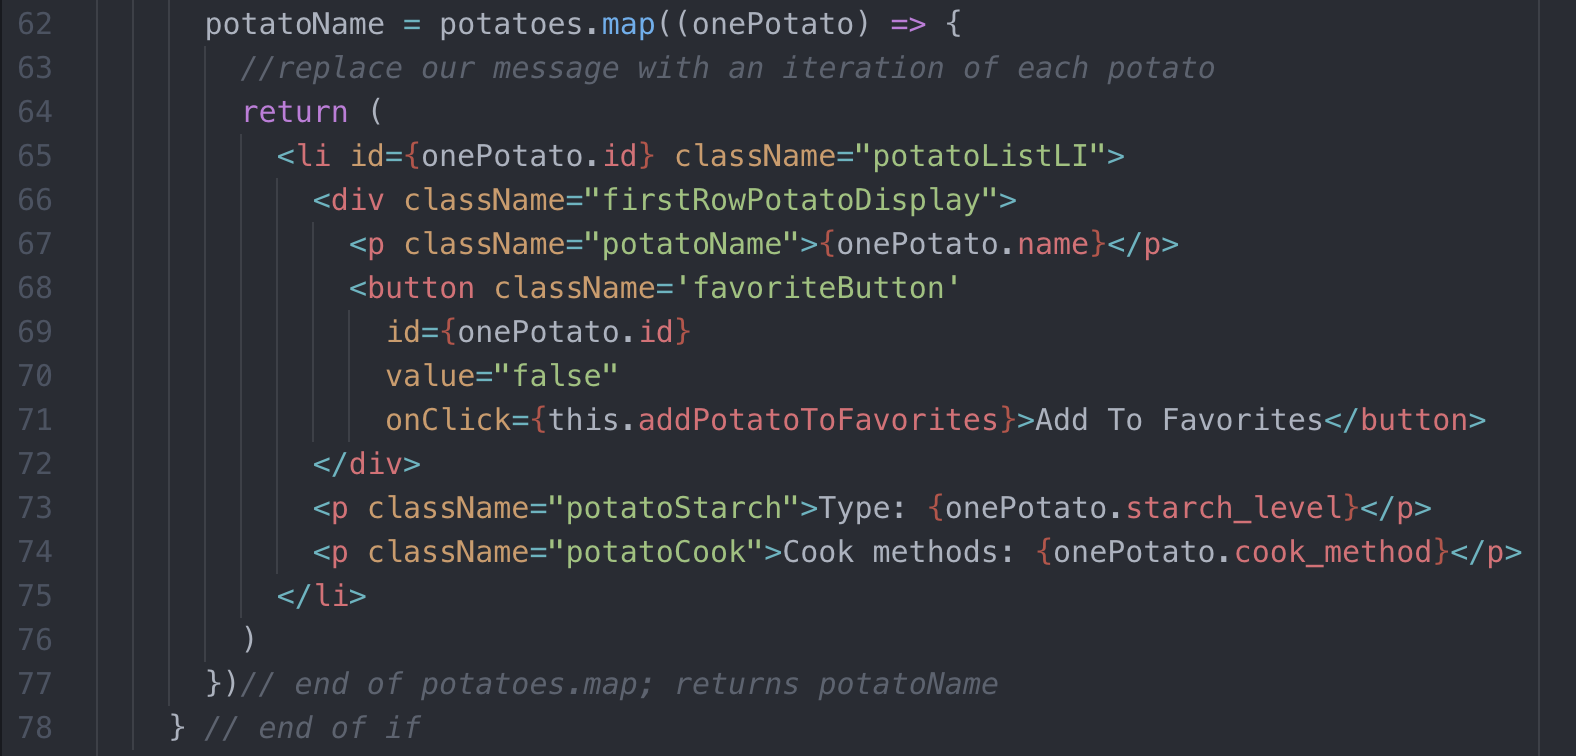 62 potatoName = potatoes.map((onePotato) => {
63 //replace our message with an iteration of each potato
64 return (
65 <li id={onePotato.id} className="potatoListLI">
66 <div className="firstRowPotatoDisplay">
67 <p className="potatoName">{onePotato.name}</p>
68 <button className='favoriteButton'
69 id={onePotato.id}
70 value="false"
71 onClick={this.addPotatoToFavorites}>Add To Favorites</button>
72 </div>
73 <p className="potatoStarch">Type: {onePotato.starch_level}</p>
74 <p className="potatoCook">Cook methods: {onePotato.cook_method}</p>
75 </li>
76 )
77 })// end of potatoes.map; returns potatoName
78 } // end of if